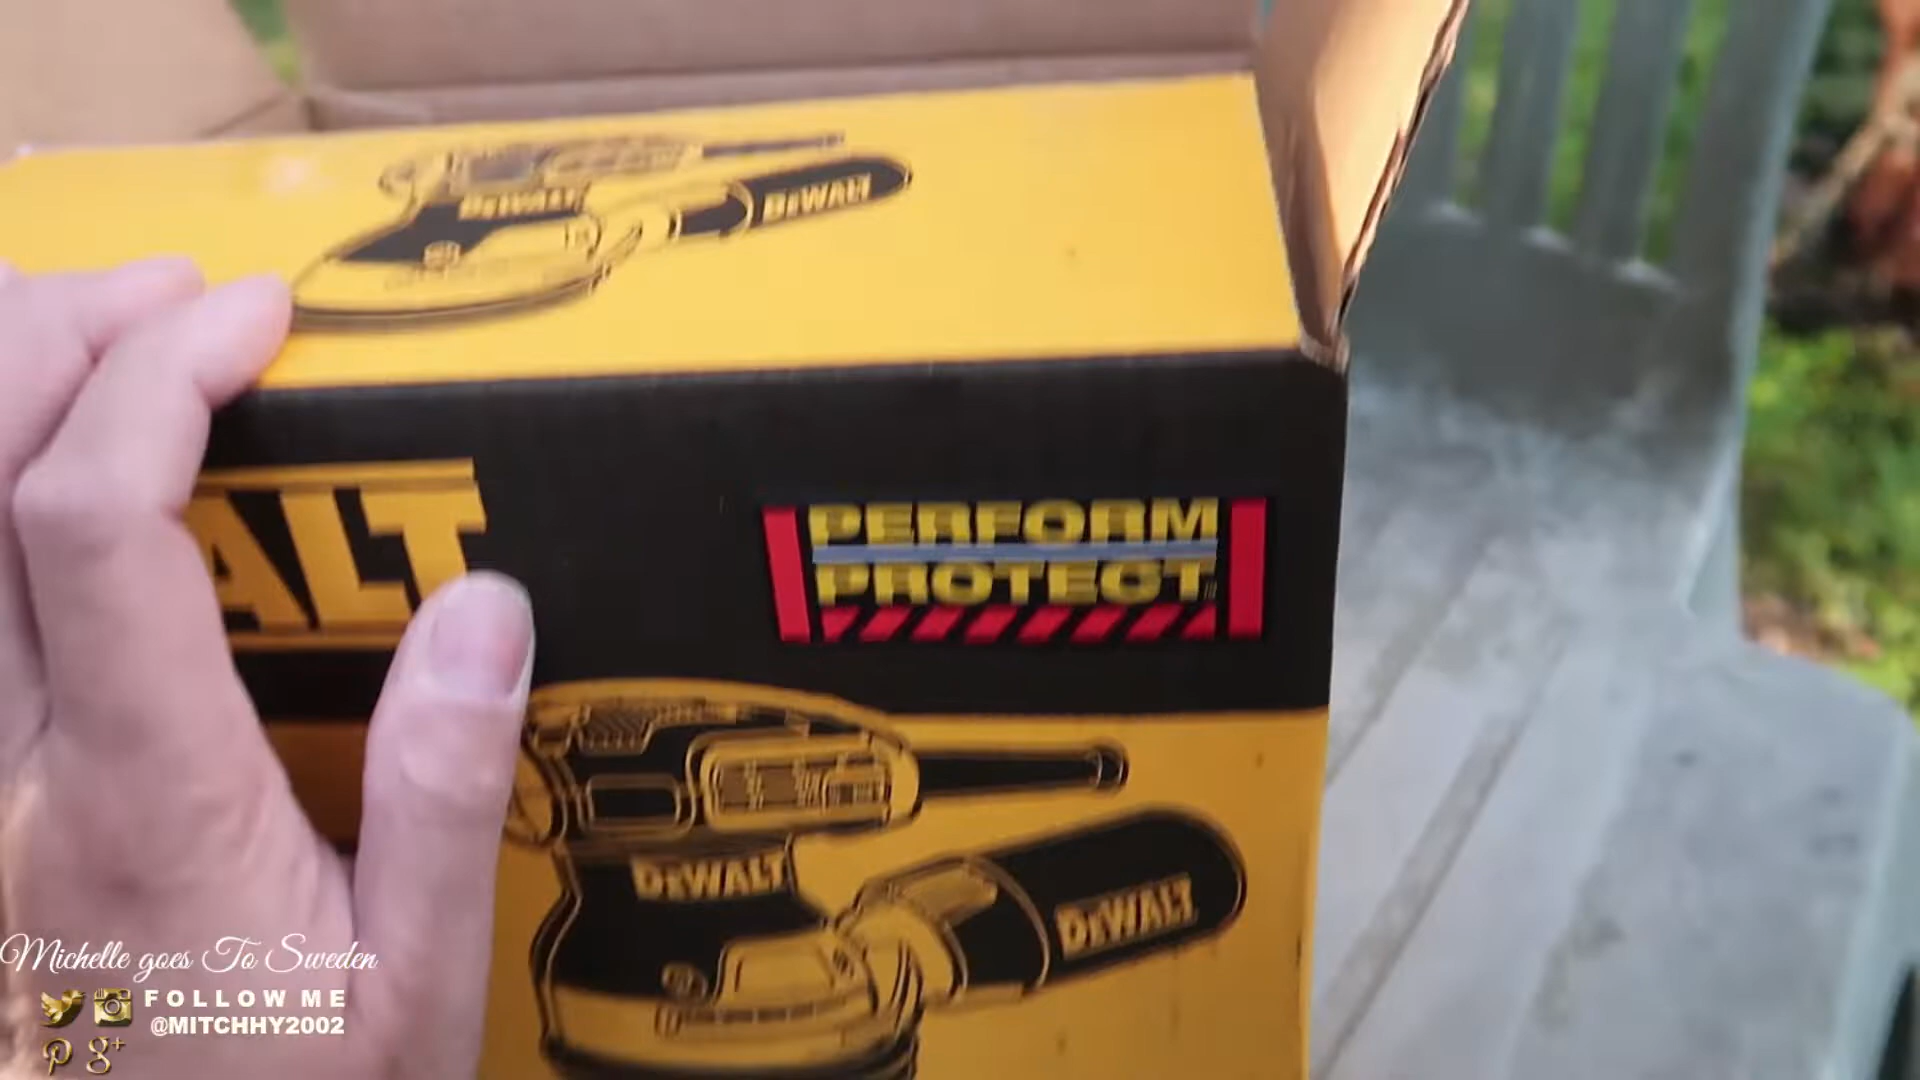 DEWALT
DEWALT
ALT
PERFORM
PROTECT
DEWALT
DEWALT
Michelle goes To Sweden
FOLLOW ME
@MITCHHY2002